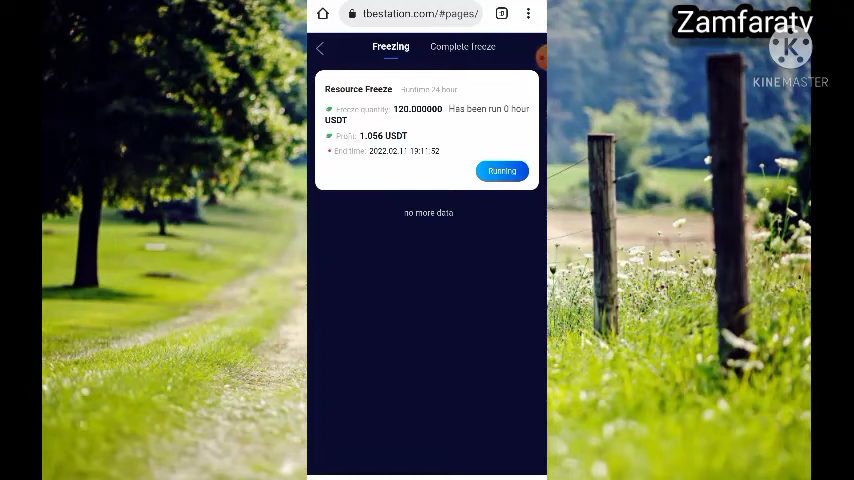 tbestation.com/#pages/
:D
Zamfaratv
K
KINEMASTER
Freezing Complete freeze
Resource Freeze Runtime 24 hour
Freeze quantity: 120.000000 Has been run 0 hour
USDT
Profit: 1.056 USDT
End time: 2022.02.11 19:11:52
Running
no more data